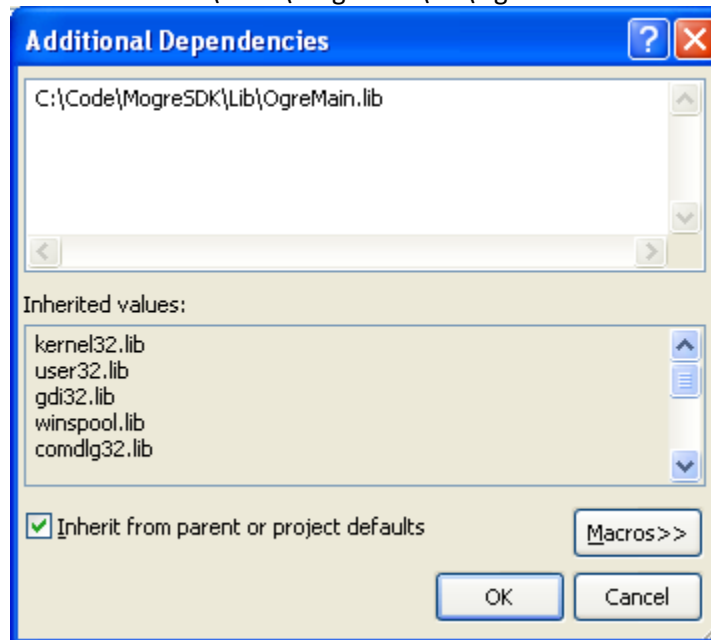 Additional Dependencies
C:\Code\MogreSDK\Lib\OgreMain.lib
Inherited values:
kernel32.lib
user32.lib
gdi32.lib
winspool.lib
comdlg32.lib
Inherit from parent or project defaults
Macros>>
OK Cancel